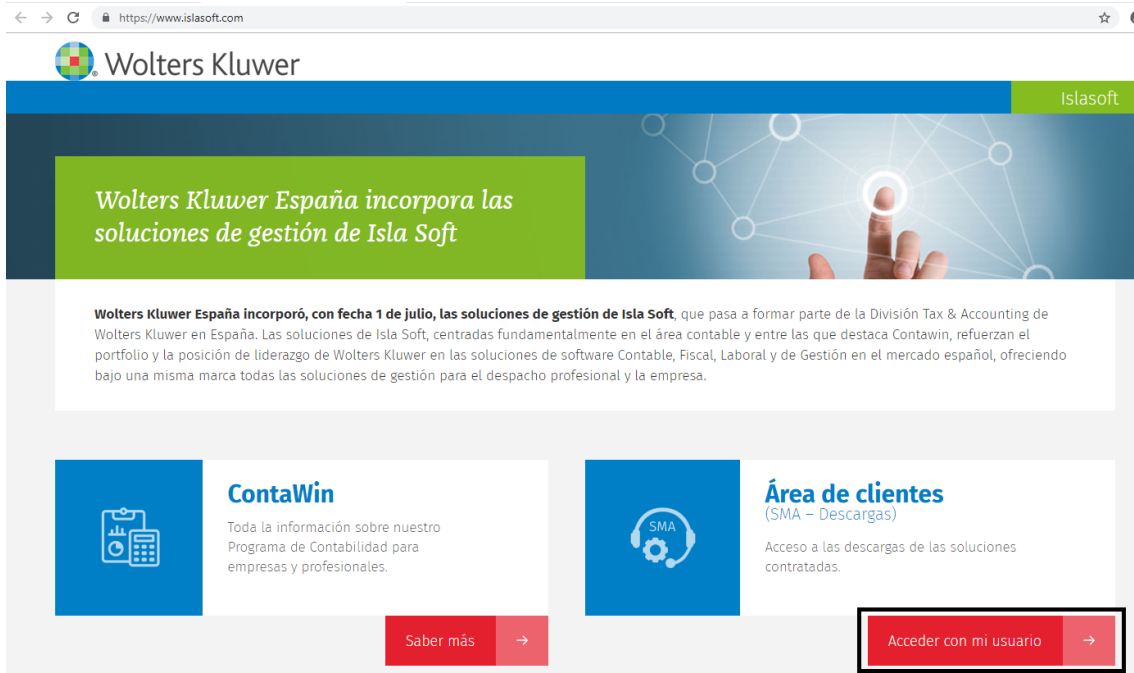 https://www.islasoft.com
Wolters Kluwer
Islasoft
Wolters Kluwer España incorpora las
soluciones de gestión de Isla Soft
Wolters Kluwer España incorporó, con fecha 1 de julio, las soluciones de gestión de Isla Soft, que pasa a formar parte de la División Tax & Accounting de
Wolters Kluwer en España. Las soluciones de Isla Soft, centradas fundamentalmente en el área contable y entre las que destaca Contawin, refuerzan el
portfolio y la posición de liderazgo de Wolters Kluwer en las soluciones de software Contable, Fiscal, Laboral y de Gestión en el mercado español, ofreciendo
bajo una misma marca todas las soluciones de gestión para el despacho profesional y la empresa.
ContaWin
Toda la información sobre nuestro
Programa de Contabilidad para
empresas y profesionales.
Saber más
SMA
Área de clientes
(SMA – Descargas)
Acceso a las descargas de las soluciones
contratadas.
Acceder con mi usuario